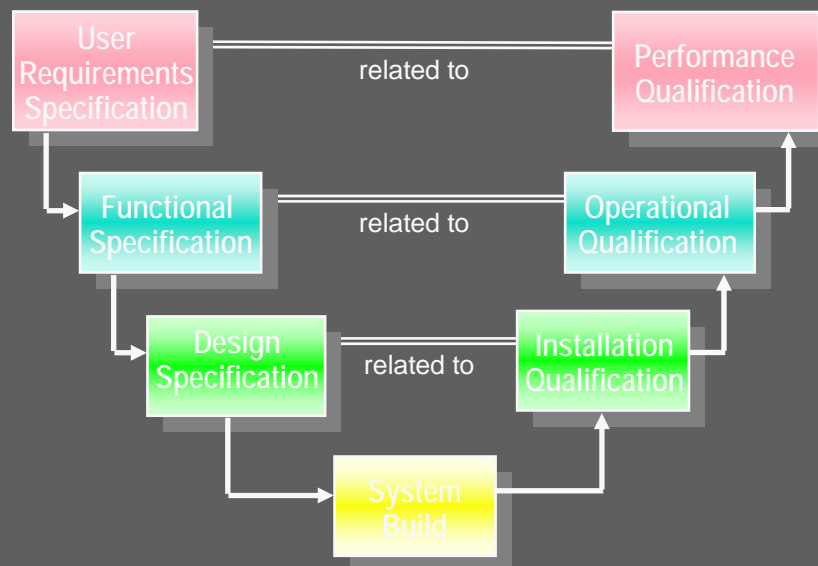 User
Requirements
Specification
related to
Performance
Qualification
Functional
Specification
related to
Operational
Qualification
Design
Specification
related to
Installation
Qualification
System
Build